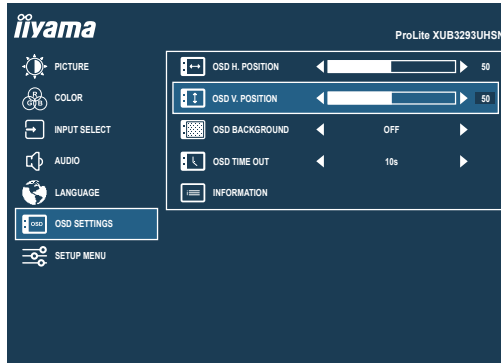 iiyama
ProLite XUB3293UHSN
PICTURE
COLOR
R
G B
INPUT SELECT
AUDIO
LANGUAGE
OSD
OSD SETTINGS
SETUP MENU
OSD H. POSITION 50
OSD V. POSITION 50
OSD BACKGROUND OFF
OSD TIME OUT 10s
INFORMATION